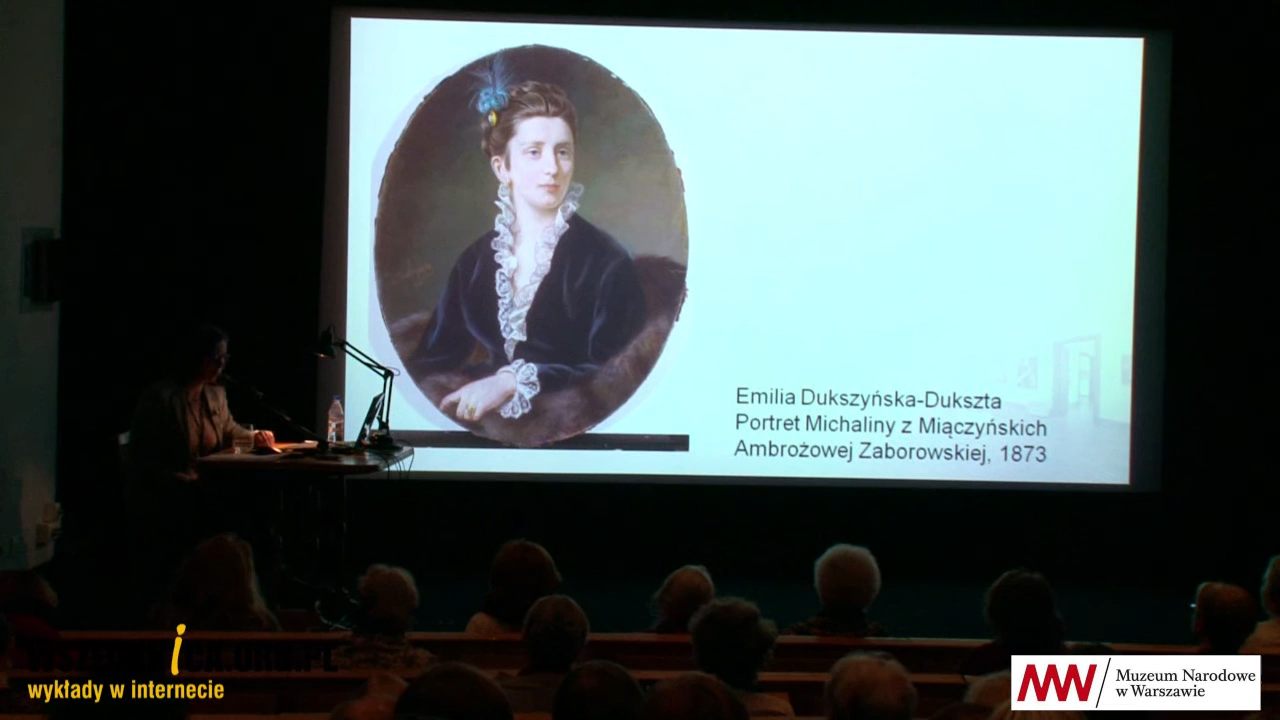 Emilia Dukszyńska-Dukszta
Portret Michaliny z Miączyńskich
Ambrożowej Zaborowskiej, 1873
wykłady w internecie
Muzeum Narodowe
w Warszawie